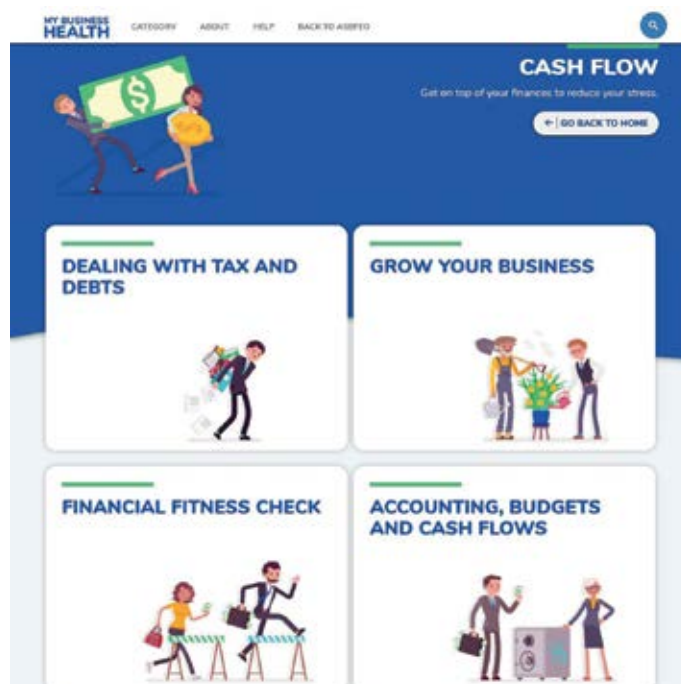 MY BUSINESS
HEALTH
CATEGORY ABOUT HELP BACK TO ASBFEO
CASH FLOW
Get on top of your finances to reduce your stress.
← | GO BACK TO HOME
DEALING WITH TAX AND
DEBTS
GROW YOUR BUSINESS
FINANCIAL FITNESS CHECK
ACCOUNTING, BUDGETS
AND CASH FLOWS